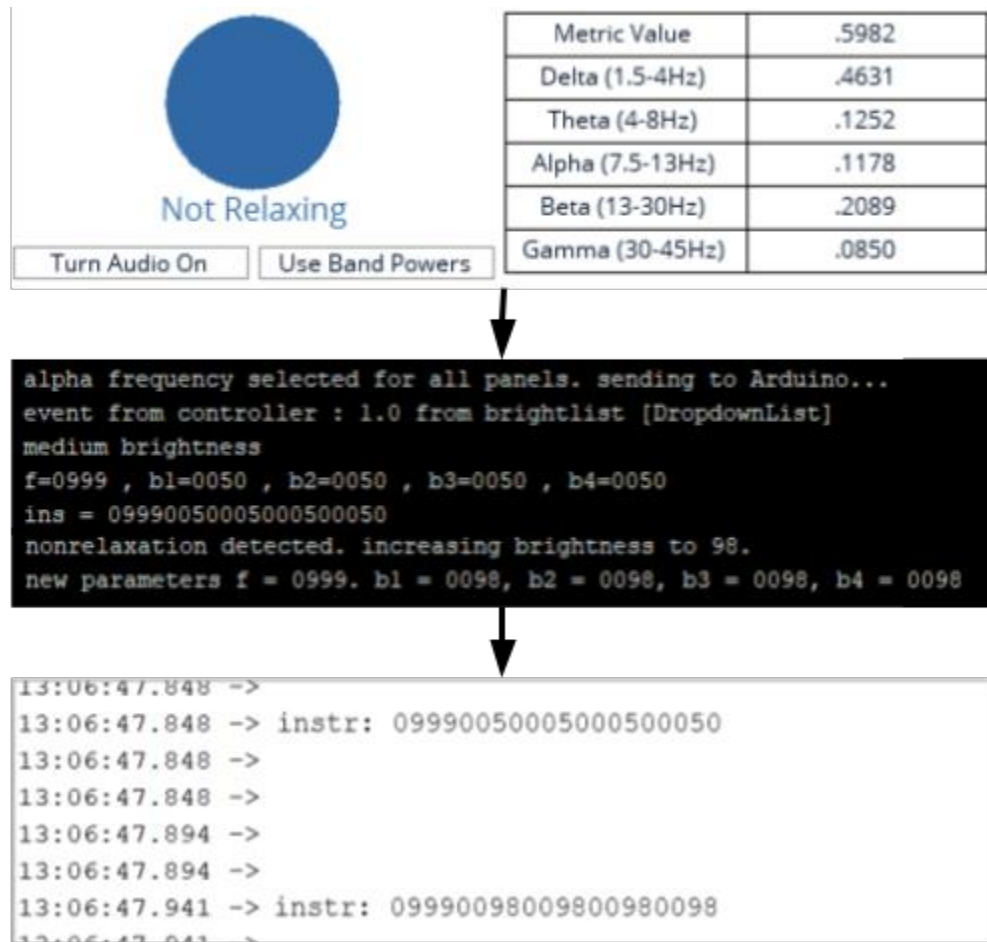 Not Relaxing
Turn Audio On Use Band Powers
Metric Value .5982
Delta (1.5-4Hz) .4631
Theta (4-8Hz) .1252
Alpha (7.5-13Hz) .1178
Beta (13-30Hz) .2089
Gamma (30-45Hz) .0850
alpha frequency selected for all panels. sending to Arduino...
event from controller : 1.0 from brightlist [DropdownList]
medium brightness
f=0999 , b1=0050 , b2=0050 , b3=0050 , b4=0050
ins = 09990050005000500050
nonrelaxation detected. increasing brightness to 98.
new parameters f = 0999. b1 = 0098, b2 = 0098, b3 = 0098, b4 = 0098
13:06:47.848 ->
13:06:47.848 -> instr: 09990050005000500050
13:06:47.848 ->
13:06:47.848 ->
13:06:47.894 ->
13:06:47.894 ->
13:06:47.941 -> instr: 09990098009800980098
13:06:47.941 ->